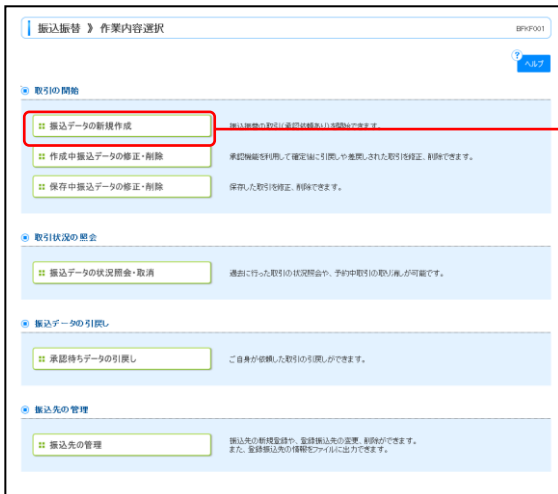 振込振替 》 作業内容選択
BFKF001
?
ヘルプ
取引の開始
振込データの新規作成
振込振替の取引(承認依頼あり)を開始できます。
作成中振込データの修正・削除
承認機能を利用して確定後に引戻しや差戻しされた取引を修正、削除できます。
保存中振込データの修正・削除
保存した取引を修正、削除できます。
取引状況の照会
振込データの状況照会・取消
過去に行った取引の状況照会や、予約中取引の取り消しが可能です。
振込データの引戻し
承認待ちデータの引戻し
ご自身が依頼した取引の引戻しができます。
振込先の管理
振込先の管理
振込先の新規登録や、登録振込先の変更、削除ができます。
また、登録振込先の情報をファイルに出力できます。